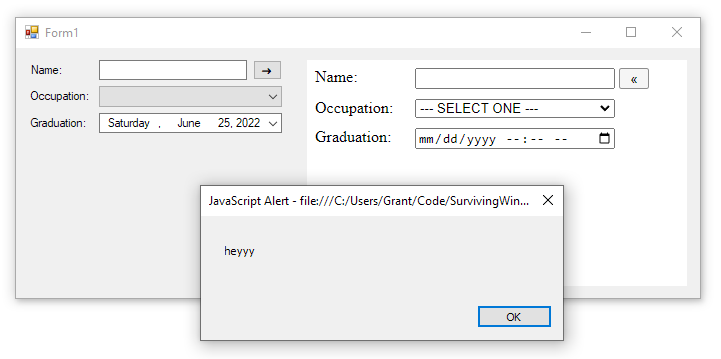 Form1
Name:
➔
Occupation:
Graduation:
Saturday , June 25, 2022
Name:
«
Occupation:
--- SELECT ONE ---
Graduation:
mm/dd/yyyy --:-- --
JavaScript Alert - file:///C:/Users/Grant/Code/SurvivingWin...
heyyy
OK